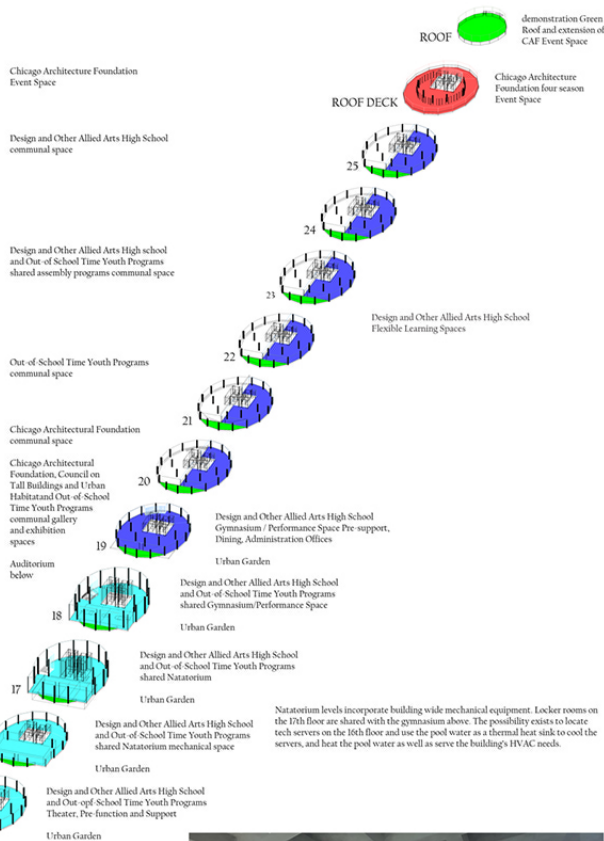 demonstration Green
Roof and extension of
CAF Event Space
ROOF
Chicago Architecture Foundation
Event Space
Chicago Architecture
Foundation four season
Event Space
ROOF DECK
Design and Other Allied Arts High School
communal space
25
24
Design and Other Allied Arts High school
and Out-of School Time Youth Programs
shared assembly programs communal space
23
Design and Other Allied Arts High School
Flexible Learning Spaces
22
Out-of-School Time Youth Programs
communal space
21
Chicago Architectural Foundation
communal space
Chicago Architectural
Foundation, Council on
Tall Buildings and Urban
Habitatand Out-of-School
Time Youth Programs
communal gallery
and exhibition
spaces
Auditorium
below
20
19
Design and Other Allied Arts High School
Gymnasium / Performance Space Pre-support,
Dining, Administration Offices
Urban Garden
18
Design and Other Allied Arts High School
and Out-of-School Time Youth Programs
shared Gymnasium/Performance Space
Urban Garden
17
Design and Other Allied Arts High School
and Out-of-School Time Youth Programs
shared Natatorium
Urban Garden
Natatorium levels incorporate building wide mechanical equipment. Locker rooms on
the 17th floor are shared with the gymnasium above. The possibility exists to locate
tech servers on the 16th floor and use the pool water as a thermal heat sink to cool the
servers, and heat the pool water as well as serve the building's HVAC needs.
Design and Other Allied Arts High School
and Out-of-School Time Youth Programs
shared Natatorium mechanical space
Urban Garden
Design and Other Allied Arts High School
and Out-opf-School Time Youth Programs
Theater, Pre-function and Support
Urban Garden